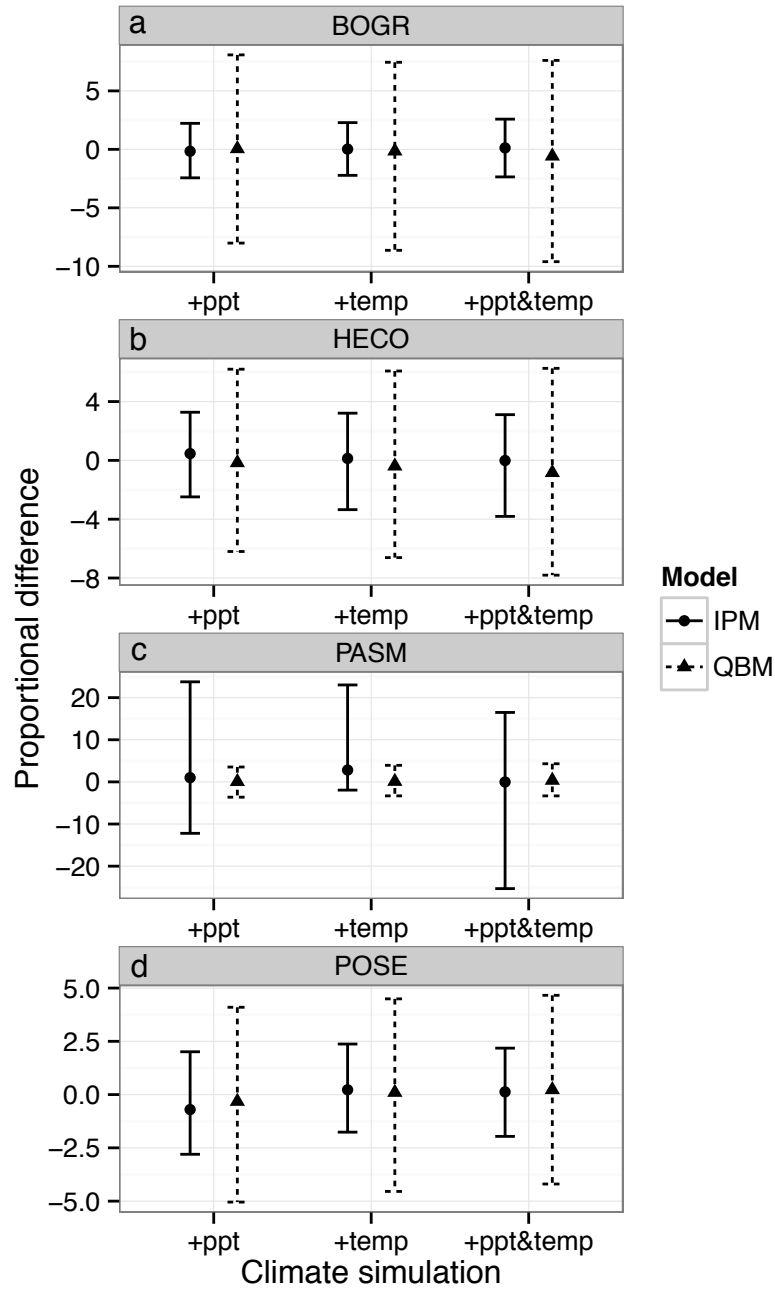 a
BOGR
5
0
−5
−10
+ppt +temp +ppt&temp
b
HECO
4
0
−4
−8
+ppt +temp +ppt&temp
c
PASM
20
10
0
−10
−20
+ppt +temp +ppt&temp
d
POSE
5.0
2.5
0.0
−2.5
−5.0
+ppt +temp +ppt&temp
Climate simulation
Proportional difference
Model
IPM
QBM